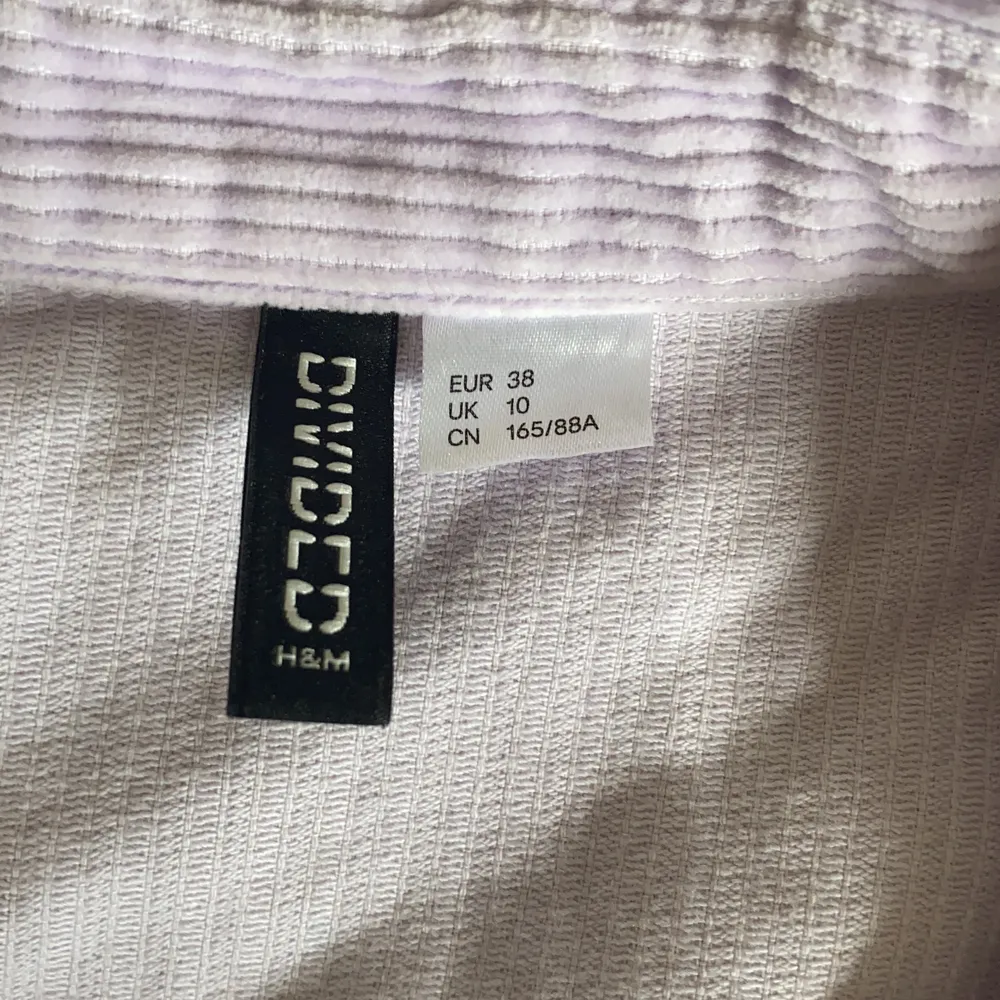 DIVIDED
H&M
EUR 38
UK 10
CN 165/88A